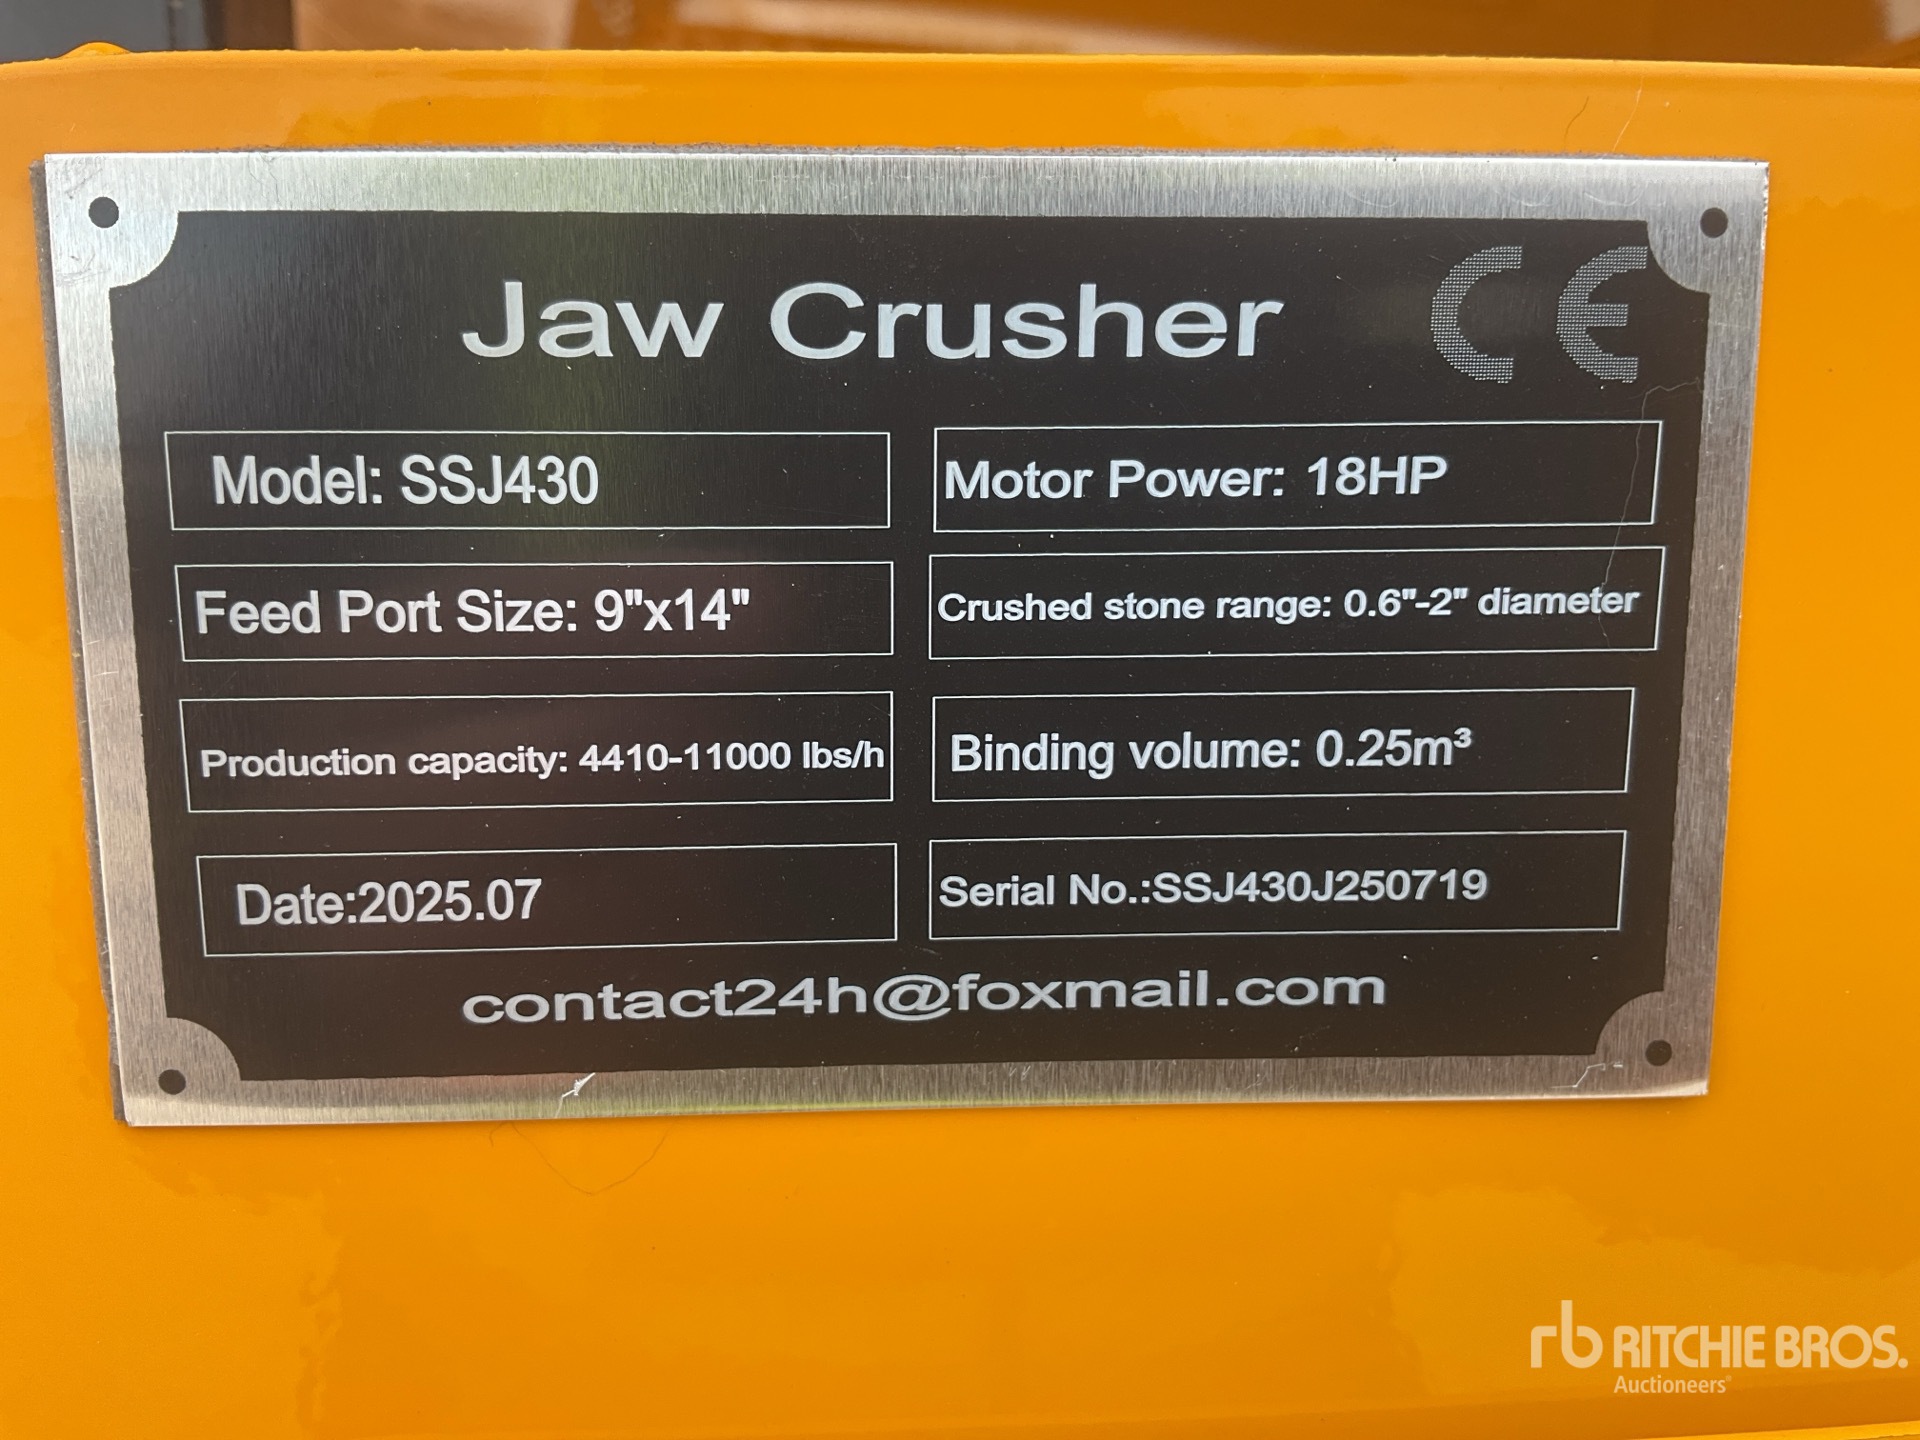 Jaw Crusher CE
Model: SSJ430
Motor Power: 18HP
Feed Port Size: 9"x14"
Crushed stone range: 0.6"-2" diameter
Production capacity: 4410-11000 lbs/h
Binding volume: 0.25m³
Date:2025.07
Serial No.:SSJ430J250719
contact24h@foxmail.com
rb RITCHIE BROS.
Auctioneers